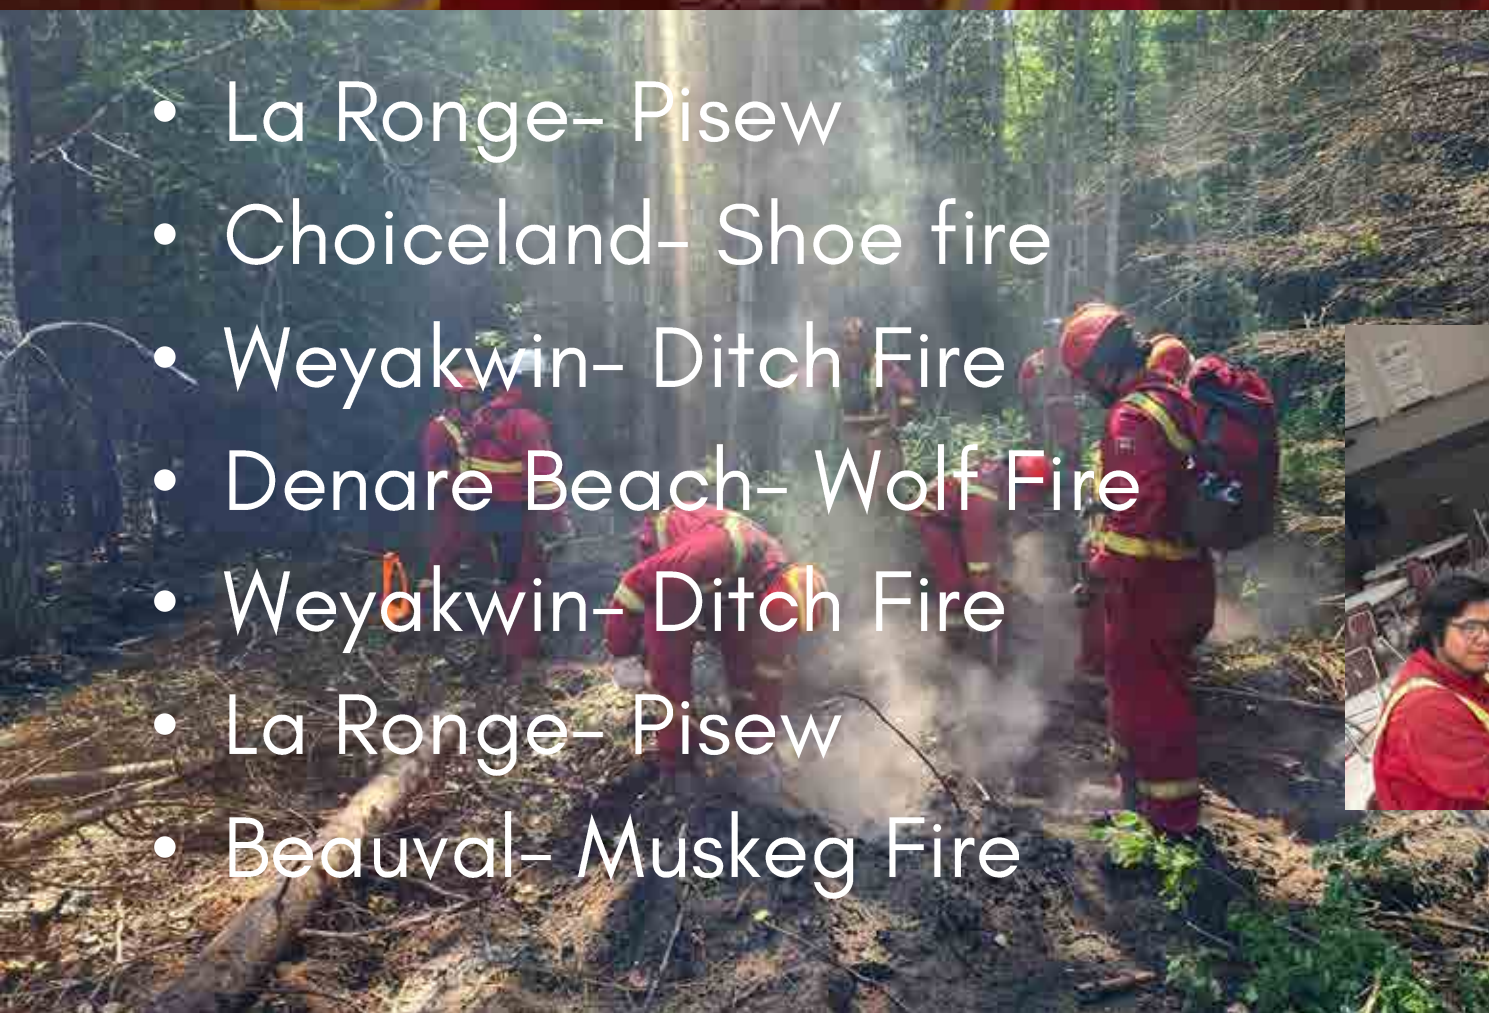 • La Ronge- Pisew
• Choiceland- Shoe fire
• Weyakwin- Ditch Fire
• Denare Beach- Wolf Fire
• Weyakwin- Ditch Fire
• La Ronge- Pisew
• Beauval- Muskeg Fire